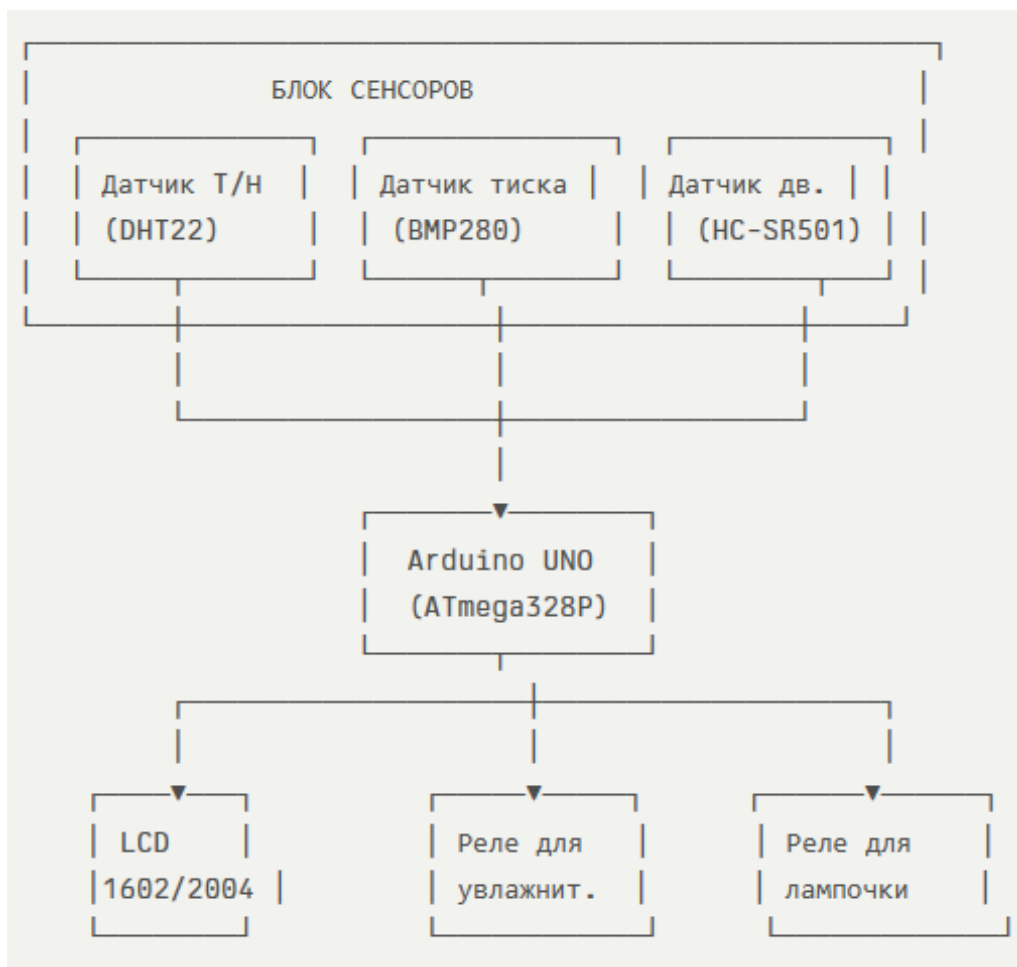 БЛОК СЕНСОРОВ
Датчик Т/Н
(DHT22)
Датчик тиска
(BMP280)
Датчик дв.
(HC-SR501)
Arduino UNO
(ATmega328P)
LCD
1602/2004
Реле для
увлажнит.
Реле для
лампочки